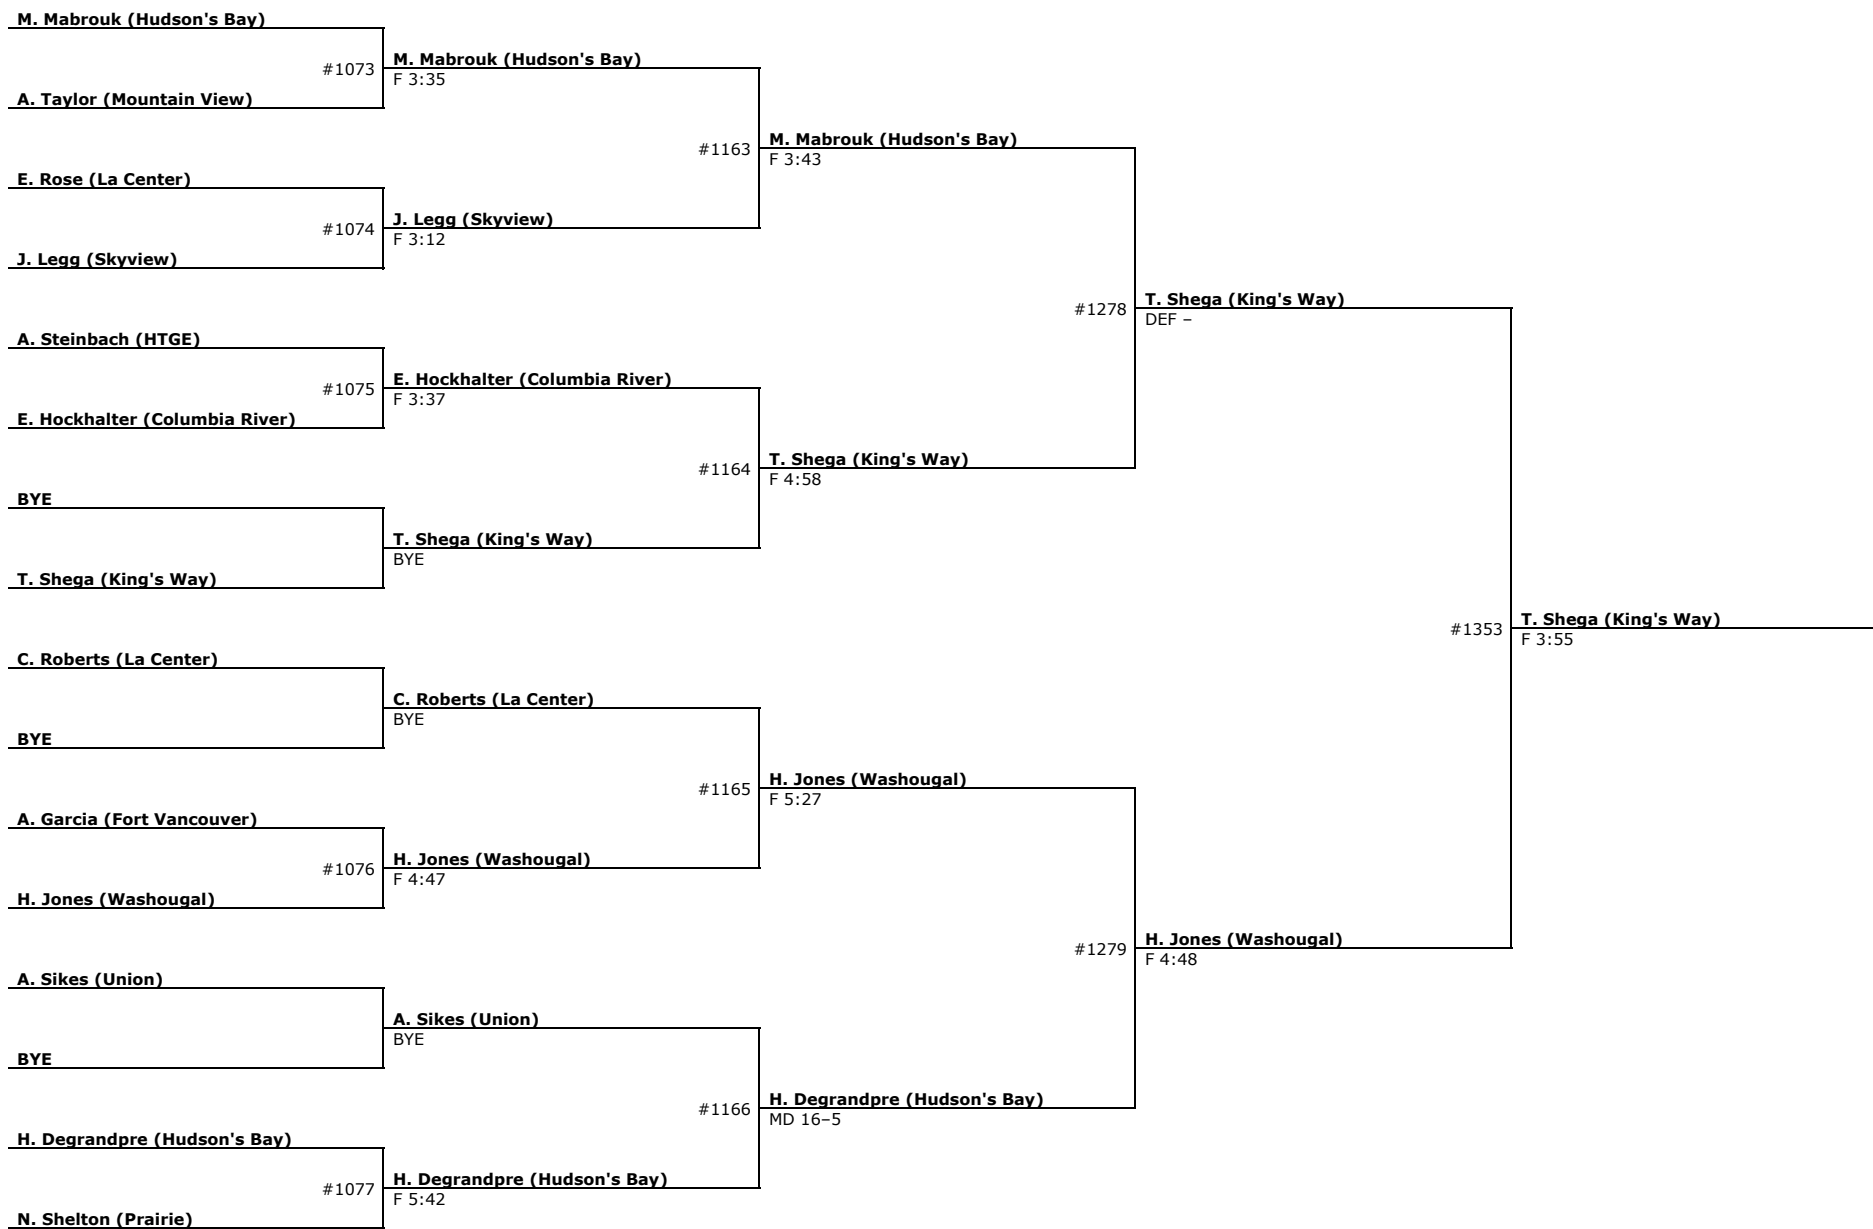 M. Mabrouk (Hudson's Bay)
#1073
M. Mabrouk (Hudson's Bay)
F 3:35
A. Taylor (Mountain View)
#1163
M. Mabrouk (Hudson's Bay)
F 3:43
E. Rose (La Center)
#1074
J. Legg (Skyview)
F 3:12
J. Legg (Skyview)
#1278
T. Shega (King's Way)
DEF –
A. Steinbach (HTGE)
#1075
E. Hockhalter (Columbia River)
F 3:37
E. Hockhalter (Columbia River)
#1164
T. Shega (King's Way)
F 4:58
BYE
T. Shega (King's Way)
BYE
T. Shega (King's Way)
#1353
T. Shega (King's Way)
F 3:55
C. Roberts (La Center)
C. Roberts (La Center)
BYE
BYE
#1165
H. Jones (Washougal)
F 5:27
A. Garcia (Fort Vancouver)
#1076
H. Jones (Washougal)
F 4:47
H. Jones (Washougal)
#1279
H. Jones (Washougal)
F 4:48
A. Sikes (Union)
A. Sikes (Union)
BYE
BYE
#1166
H. Degrandpre (Hudson's Bay)
MD 16–5
H. Degrandpre (Hudson's Bay)
#1077
H. Degrandpre (Hudson's Bay)
F 5:42
N. Shelton (Prairie)